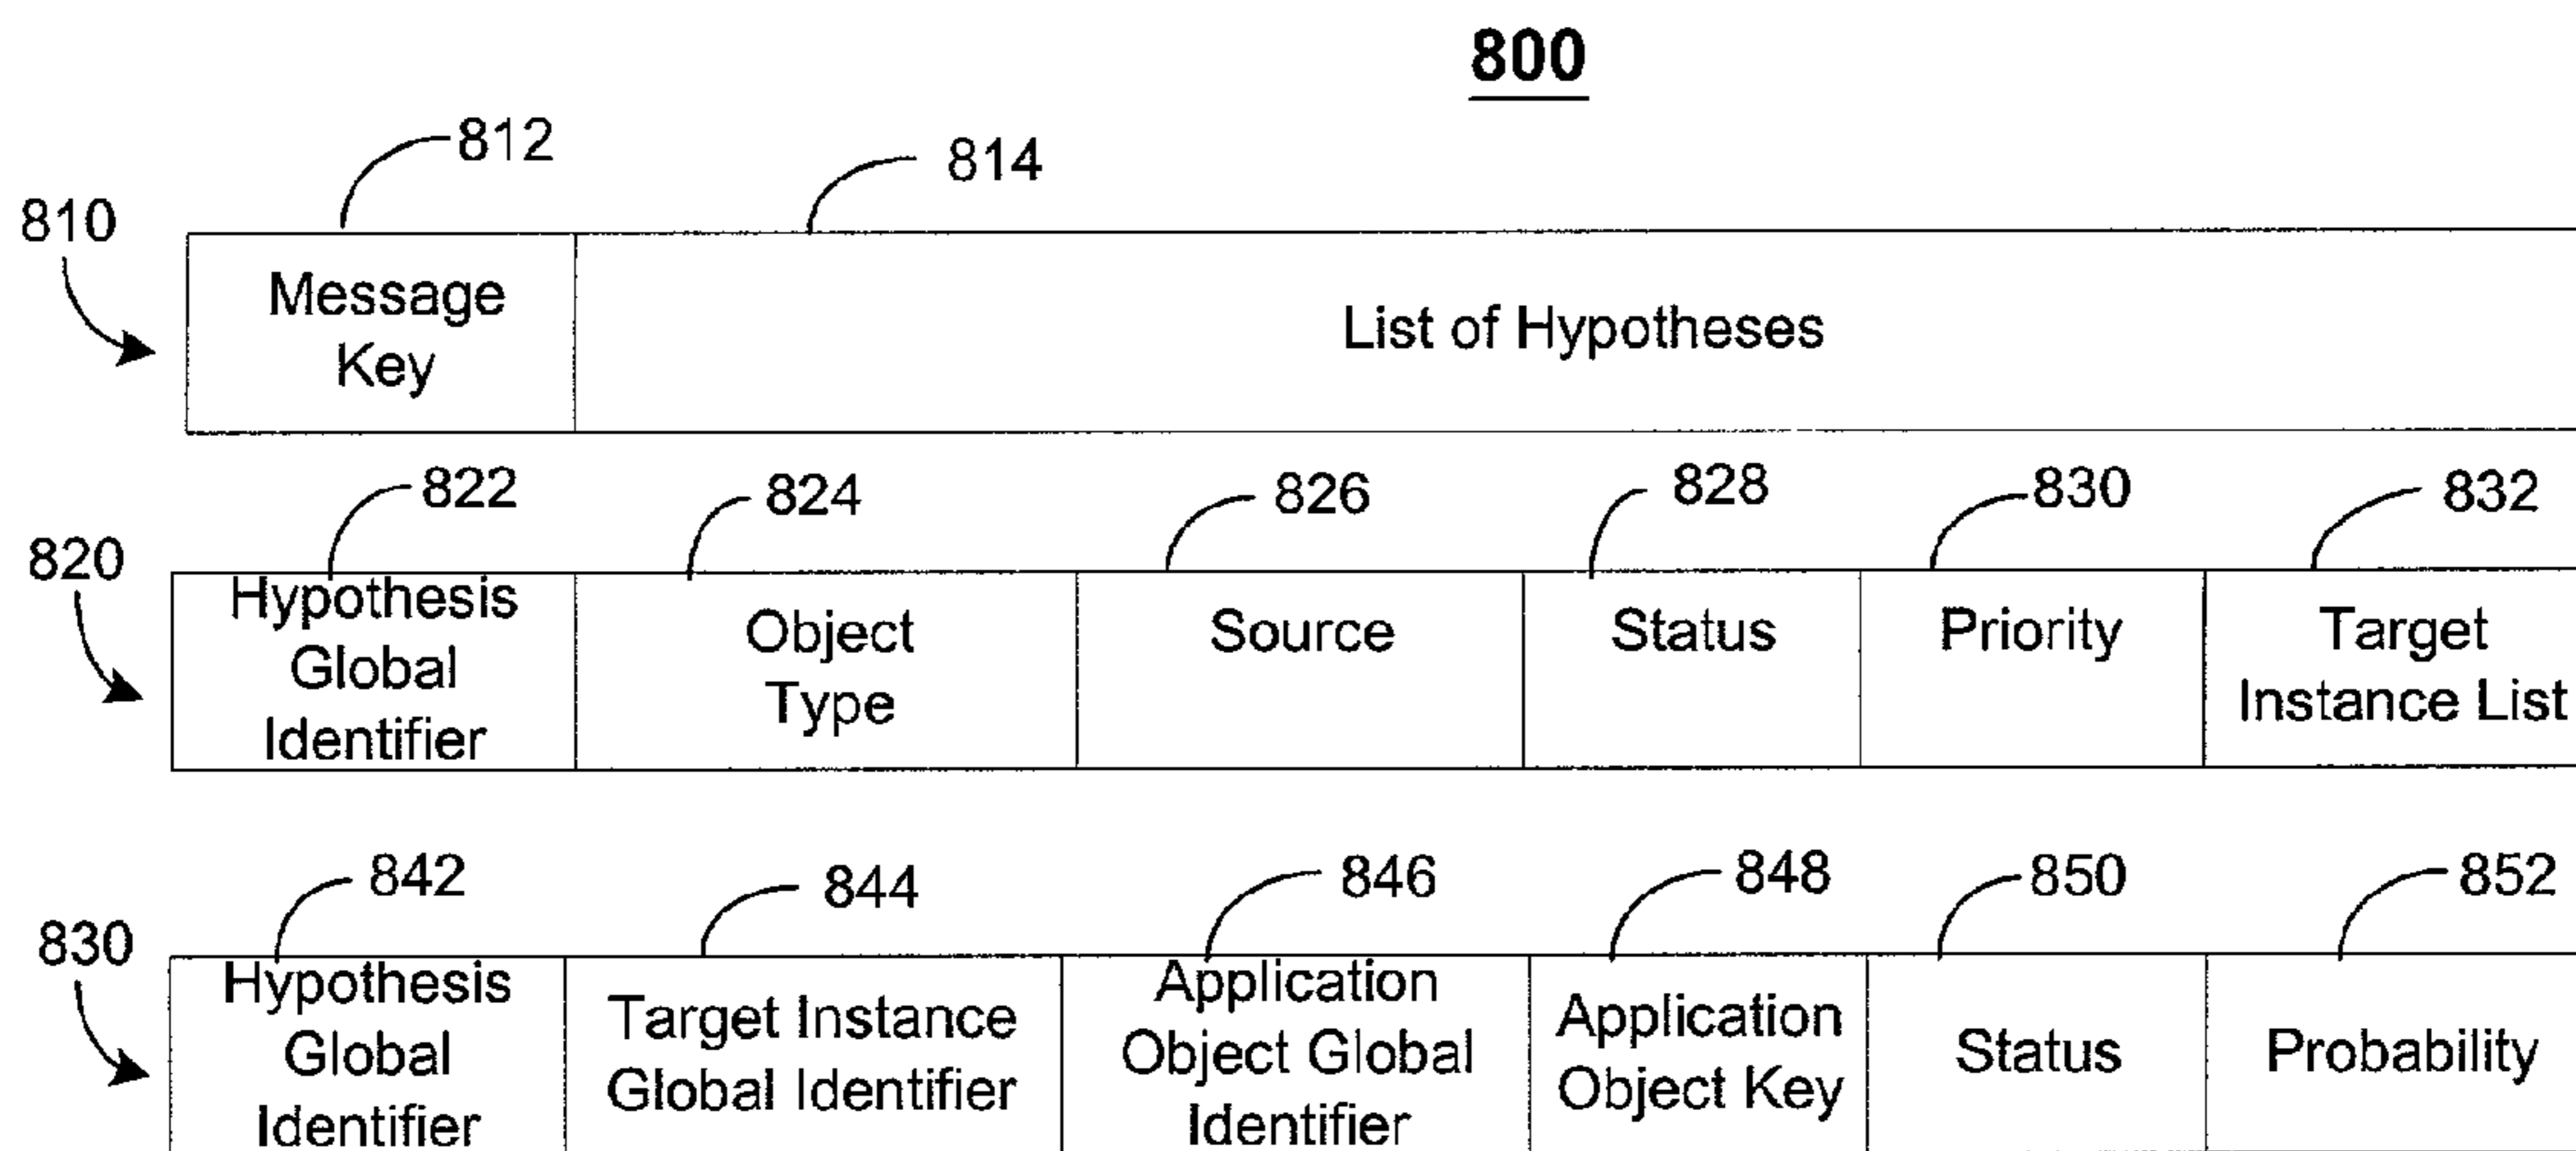 800
812
814
810
Message
Key
List of Hypotheses
822
824
826
828
830
832
820
Hypothesis
Global
Identifier
Object
Type
Source
Status
Priority
Target
Instance List
842
844
846
848
850
852
830
Hypothesis
Global
Identifier
Target Instance
Global Identifier
Application
Object Global
Identifier
Application
Object Key
Status
Probability